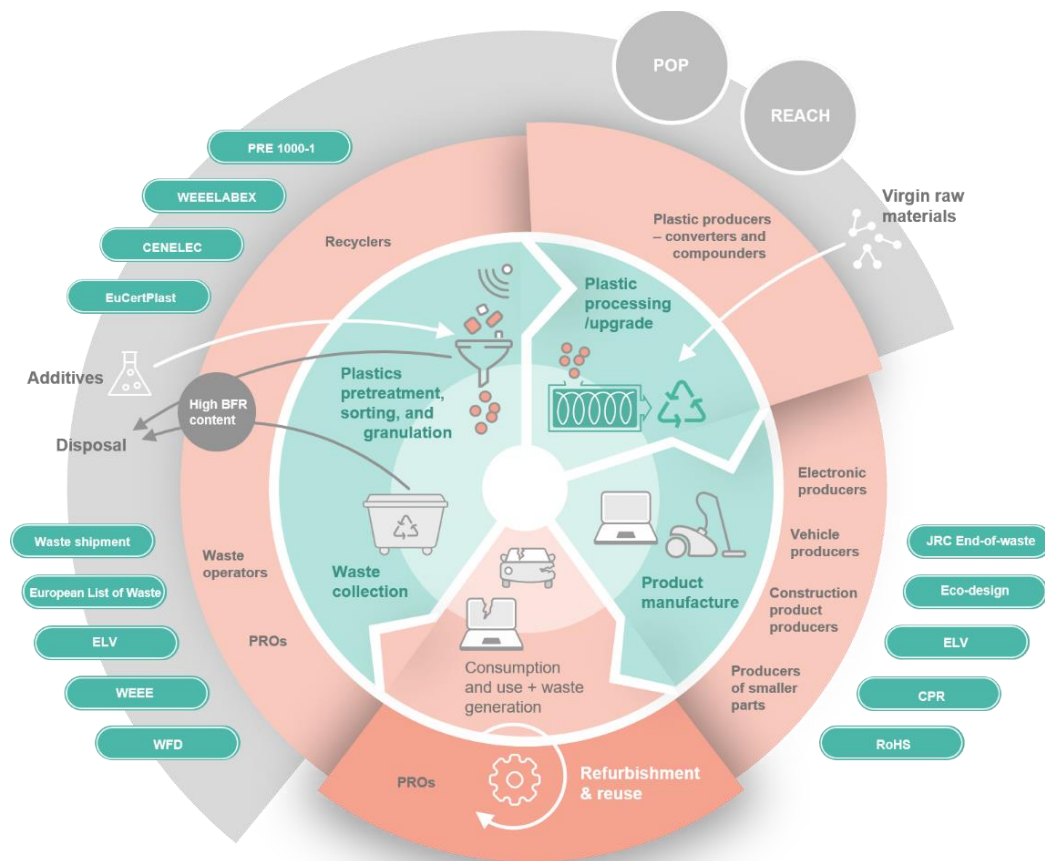 POP
REACH
PRE 1000-1
WEEELABEX
CENELEC
EuCertPlast
Virgin raw
materials
Recyclers
Plastic producers
– converters and
compounders
Plastic
processing
/upgrade
Additives
Plastics
pretreatment,
sorting, and
granulation
High BFR
content
Disposal
Electronic
producers
Vehicle
producers
Construction
product
producers
Producers
of smaller
parts
Waste shipment
European List of Waste
ELV
WEEE
WFD
Waste
operators
PROs
Waste
collection
Product
manufacture
JRC End-of-waste
Eco-design
ELV
CPR
RoHS
Consumption
and use + waste
generation
PROs
Refurbishment
& reuse